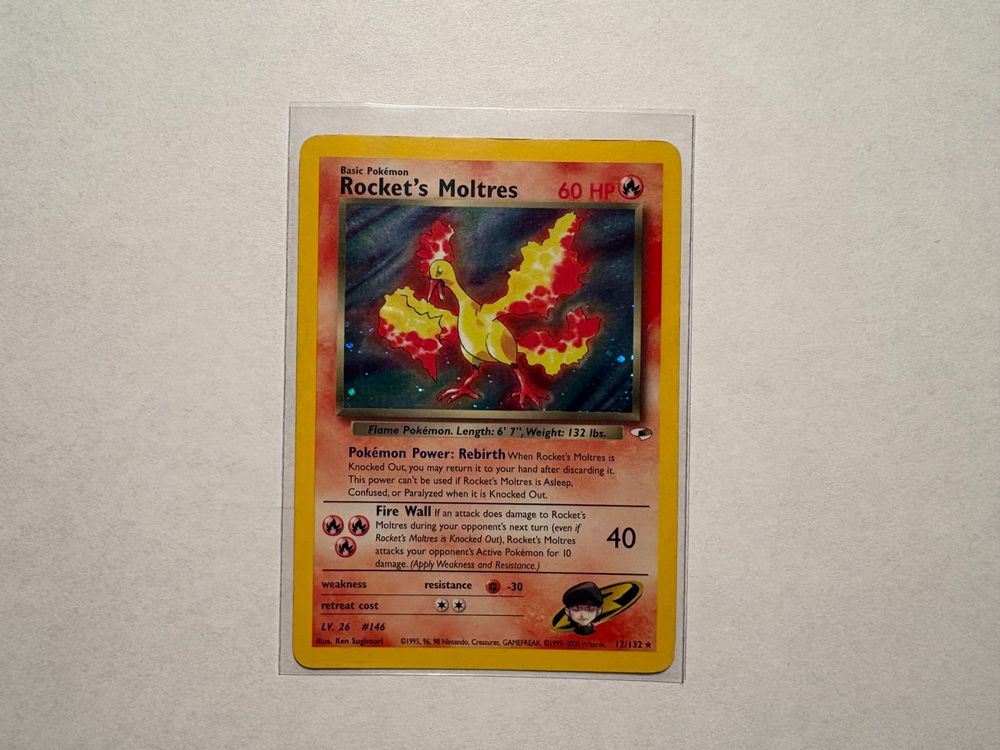 Basic Pokémon
Rocket's Moltres 60 HP
Flame Pokémon. Length: 6' 7", Weight: 132 lbs.
Pokémon Power: Rebirth When Rocket's Moltres is
Knocked Out, you may return it to your hand after discarding it.
This power can't be used if Rocket's Moltres is Asleep,
Confused, or Paralyzed when it is Knocked Out.
Fire Wall If an attack does damage to Rocket's
Moltres during your opponent's next turn (even if
Rocket's Moltres is Knocked Out), Rocket's Moltres
attacks your opponent's Active Pokémon for 10
damage. (Apply Weakness and Resistance.)
40
weakness resistance -30
retreat cost
LV. 26 #146
Illus. Ken Sugimori ©1995, 96, 98 Nintendo, Creatures, GAMEFREAK. ©1999-2000 Wizards. 12/132